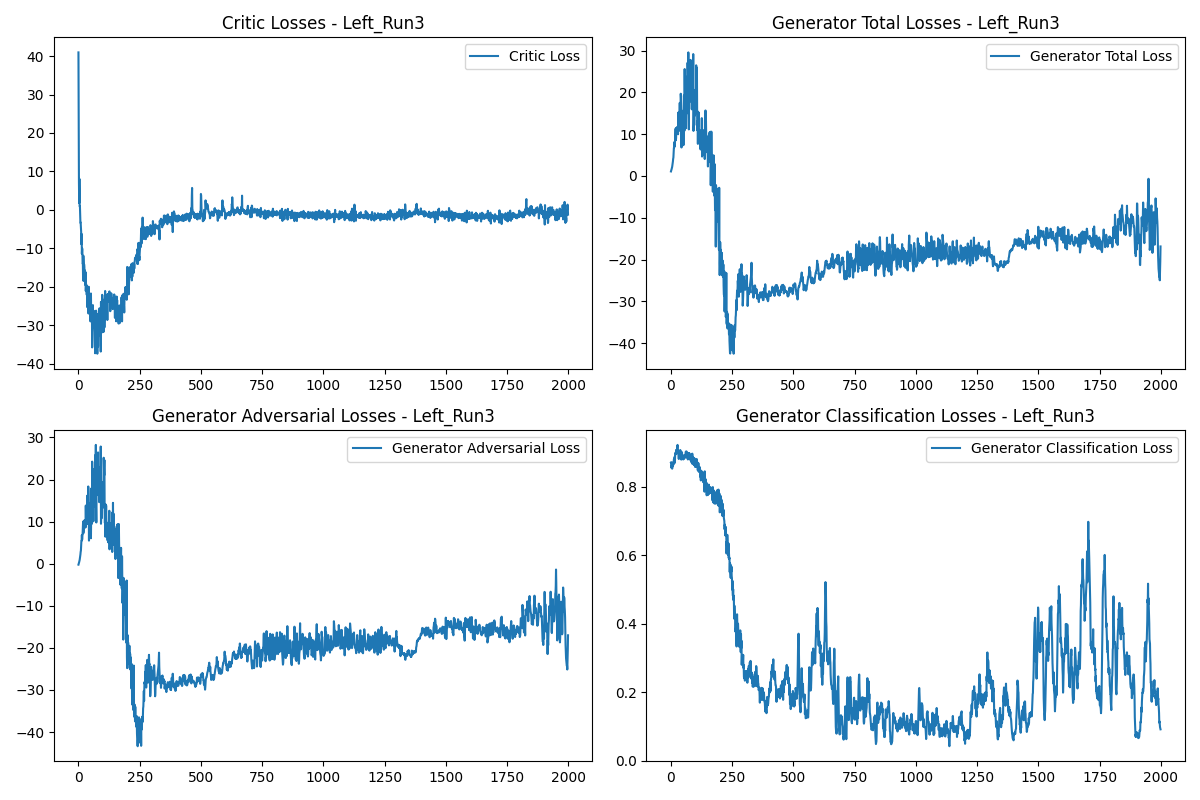 Critic Losses - Left_Run3
Critic Loss
40
30
20
10
0
−10
−20
−30
−40
0 250 500 750 1000 1250 1500 1750 2000
Generator Total Losses - Left_Run3
Generator Total Loss
30
20
10
0
−10
−20
−30
−40
0 250 500 750 1000 1250 1500 1750 2000
Generator Adversarial Losses - Left_Run3
Generator Adversarial Loss
30
20
10
0
−10
−20
−30
−40
0 250 500 750 1000 1250 1500 1750 2000
Generator Classification Losses - Left_Run3
Generator Classification Loss
0.8
0.6
0.4
0.2
0.0
0 250 500 750 1000 1250 1500 1750 2000